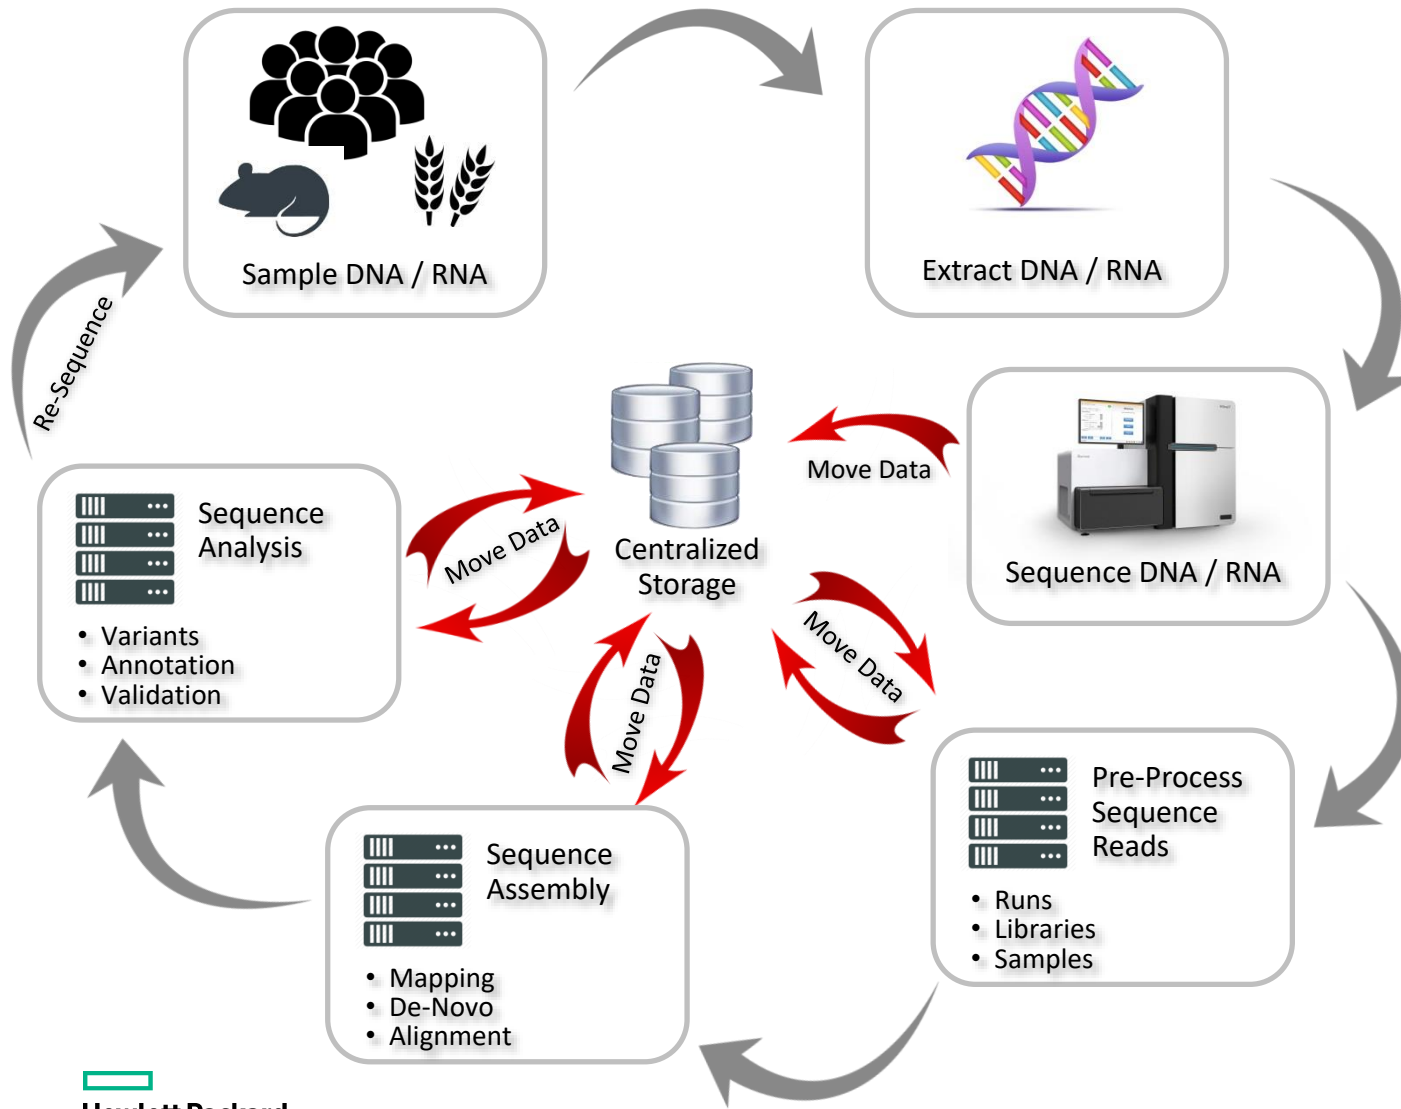 Sample DNA / RNA
Extract DNA / RNA
Re-Sequence
Move Data
Sequence DNA / RNA
Centralized
Storage
Sequence
Analysis
• Variants
• Annotation
• Validation
Move Data
Move Data
Move Data
Pre-Process
Sequence
Reads
• Runs
• Libraries
• Samples
Sequence
Assembly
• Mapping
• De-Novo
• Alignment
Hewlett Packard